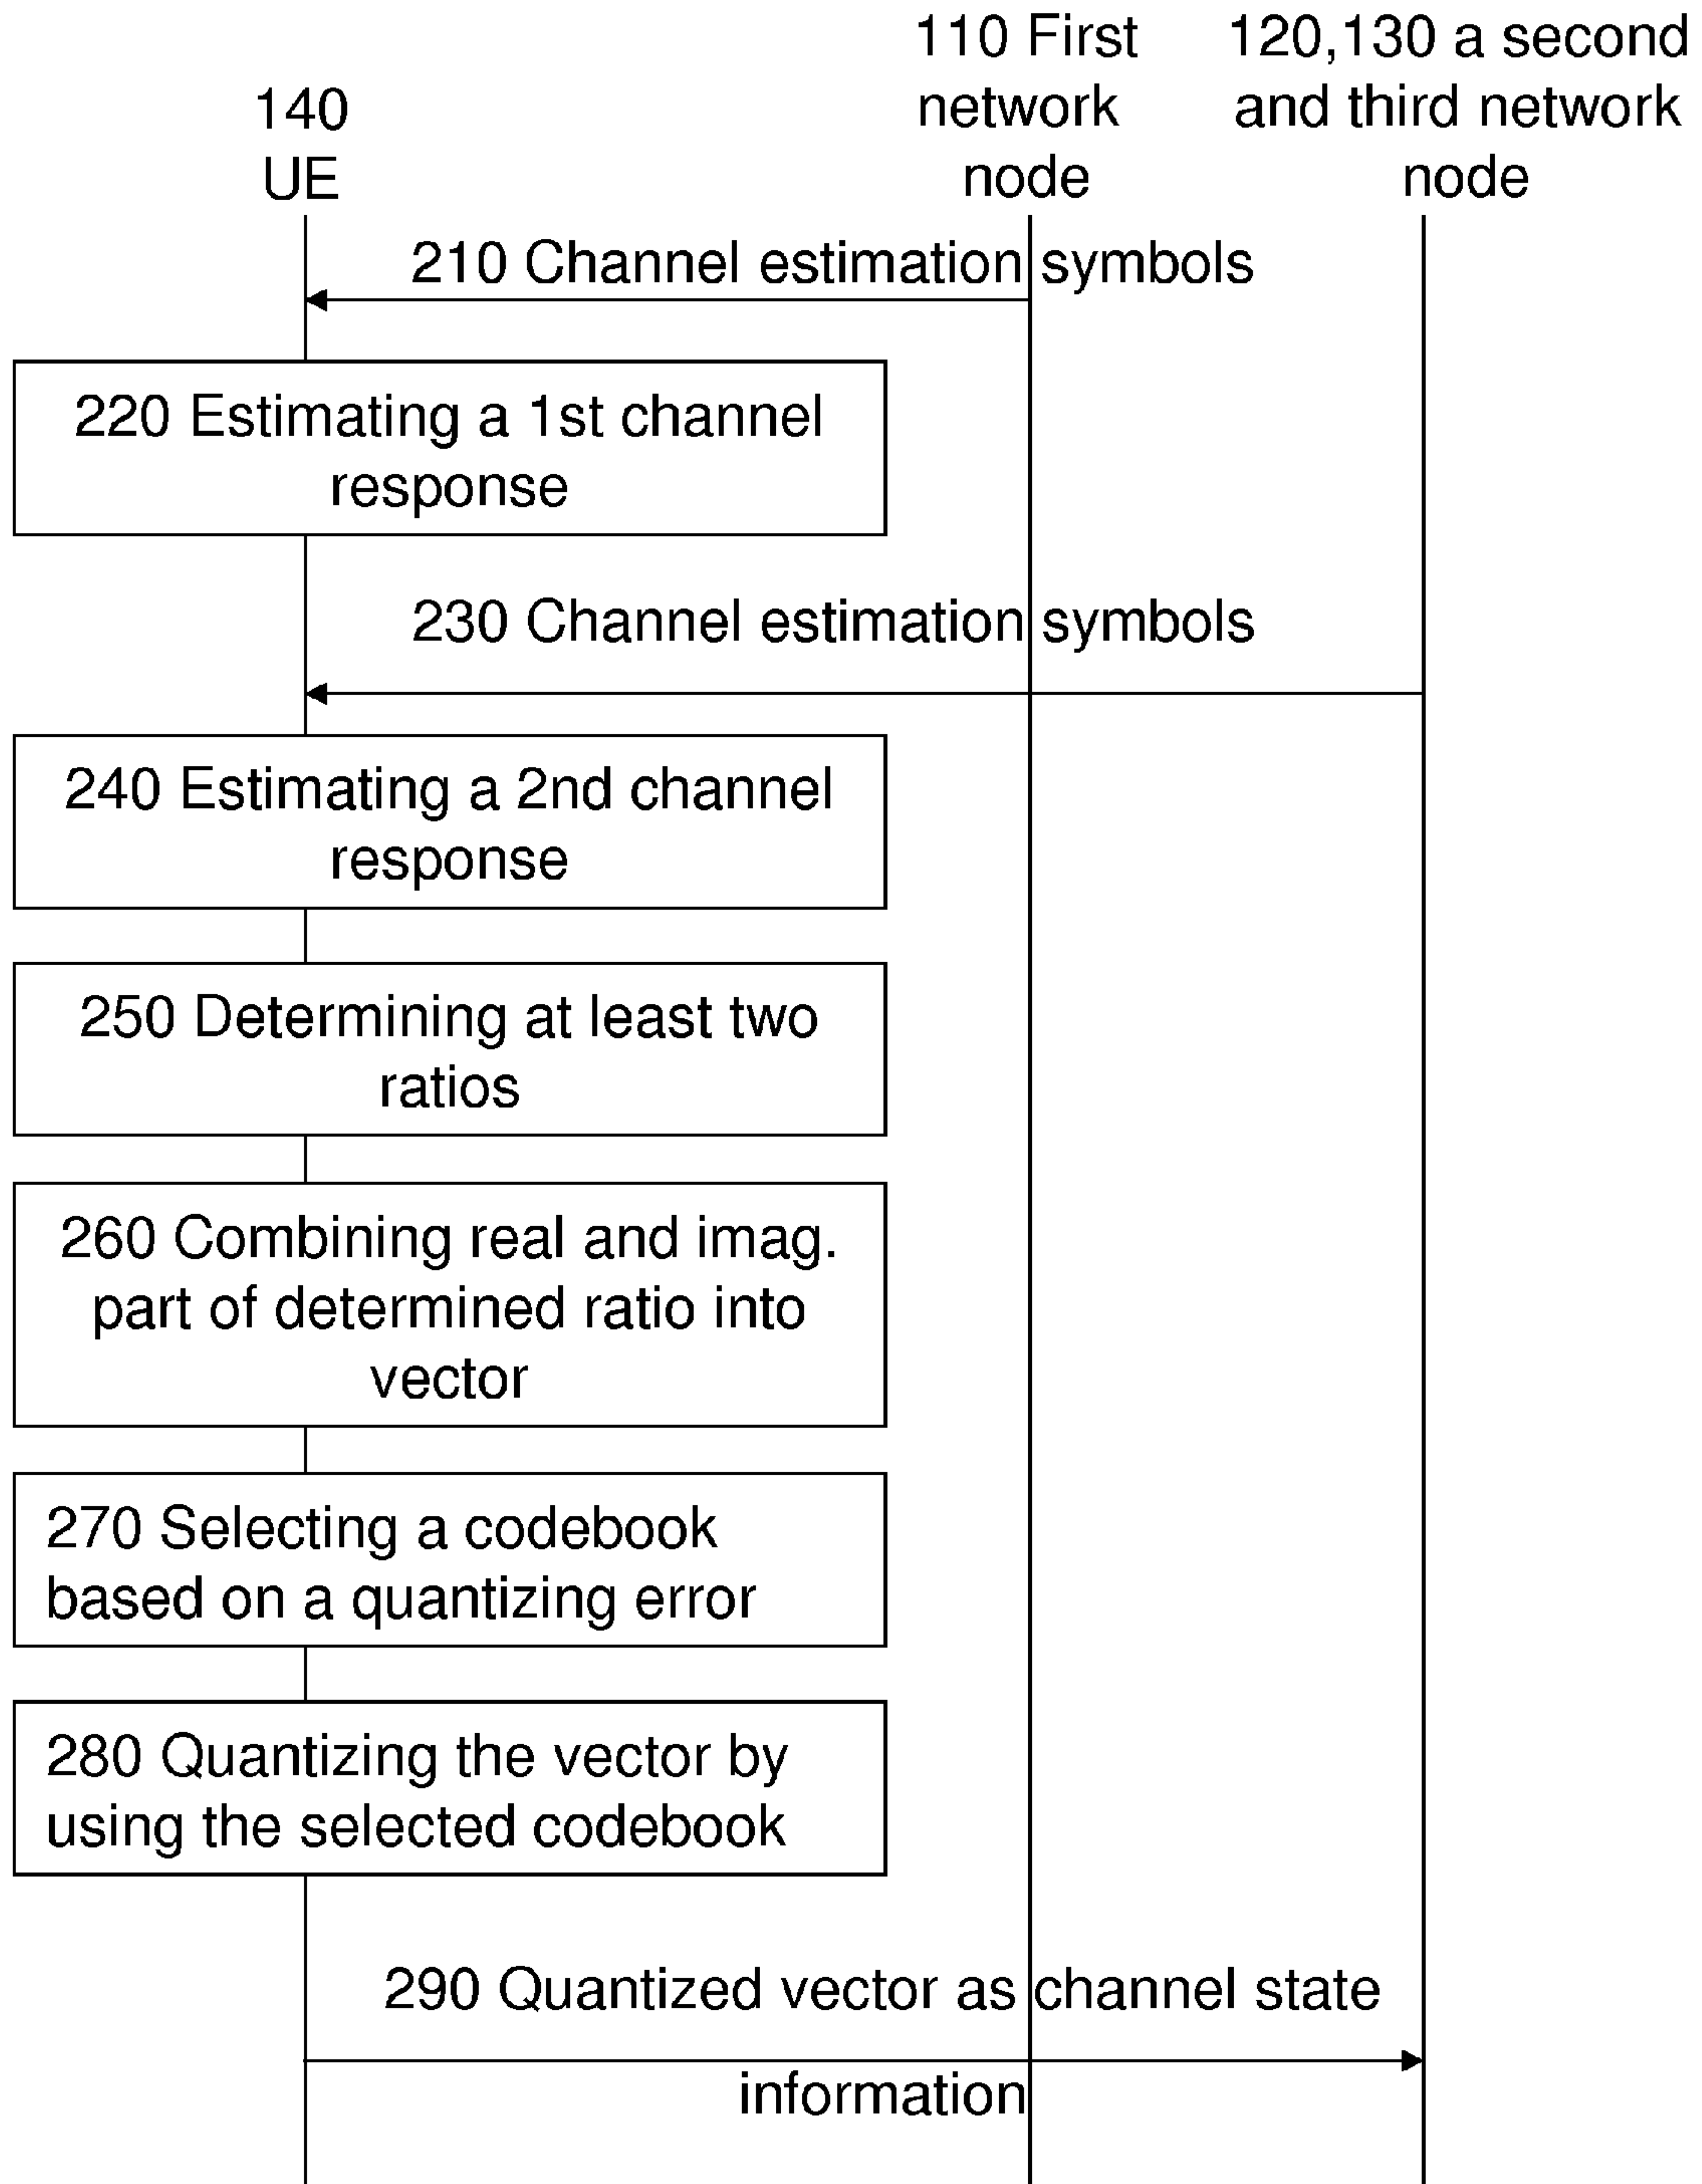 140
UE
110 First
network
node
120,130 a second
and third network
node
210 Channel estimation symbols
220 Estimating a 1st channel
response
230 Channel estimation symbols
240 Estimating a 2nd channel
response
250 Determining at least two
ratios
260 Combining real and imag.
part of determined ratio into
vector
270 Selecting a codebook
based on a quantizing error
280 Quantizing the vector by
using the selected codebook
290 Quantized vector as channel state
information